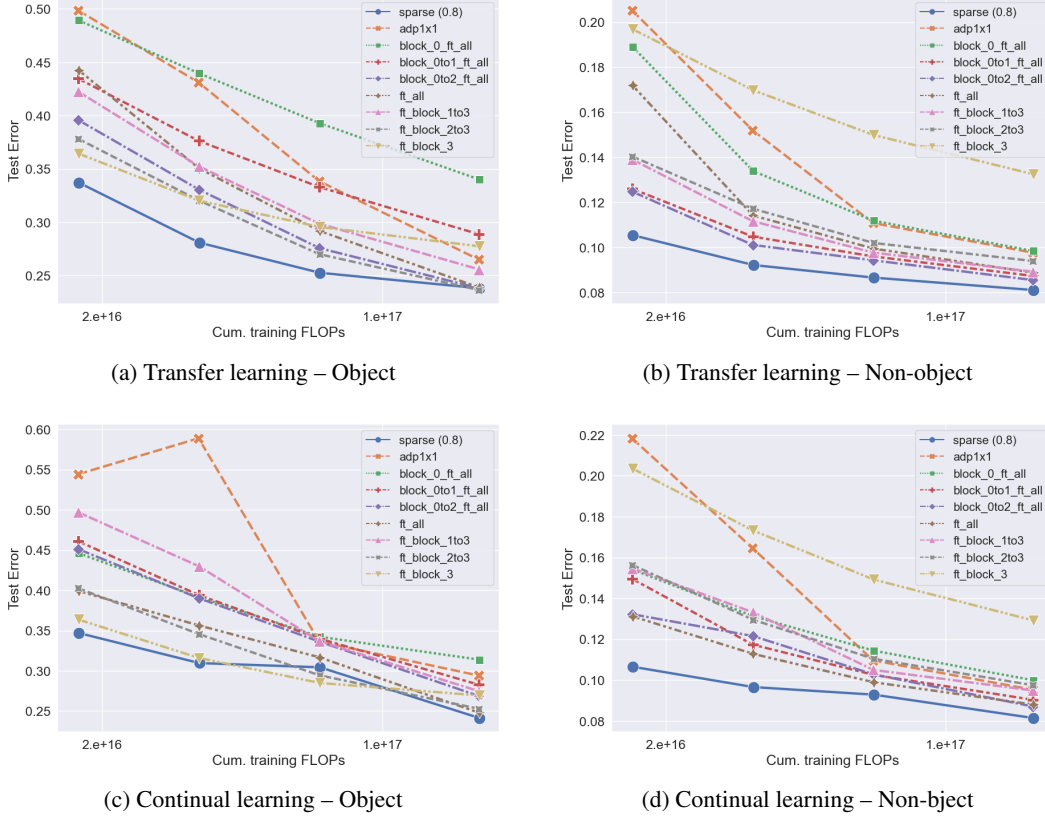 0.50
0.45
0.40
0.35
0.30
0.25
Test Error
2.e+16
1.e+17
Cum. training FLOPs
sparse (0.8)
adp1x1
block_0_ft_all
block_0to1_ft_all
block_0to2_ft_all
ft_all
ft_block_1to3
ft_block_2to3
ft_block_3
(a) Transfer learning – Object
0.20
0.18
0.16
0.14
0.12
0.10
0.08
Test Error
2.e+16
1.e+17
Cum. training FLOPs
sparse (0.8)
adp1x1
block_0_ft_all
block_0to1_ft_all
block_0to2_ft_all
ft_all
ft_block_1to3
ft_block_2to3
ft_block_3
(b) Transfer learning – Non-object
0.60
0.55
0.50
0.45
0.40
0.35
0.30
0.25
Test Error
2.e+16
1.e+17
Cum. training FLOPs
sparse (0.8)
adp1x1
block_0_ft_all
block_0to1_ft_all
block_0to2_ft_all
ft_all
ft_block_1to3
ft_block_2to3
ft_block_3
(c) Continual learning – Object
0.22
0.20
0.18
0.16
0.14
0.12
0.10
0.08
Test Error
2.e+16
1.e+17
Cum. training FLOPs
sparse (0.8)
adp1x1
block_0_ft_all
block_0to1_ft_all
block_0to2_ft_all
ft_all
ft_block_1to3
ft_block_2to3
ft_block_3
(d) Continual learning – Non-bject